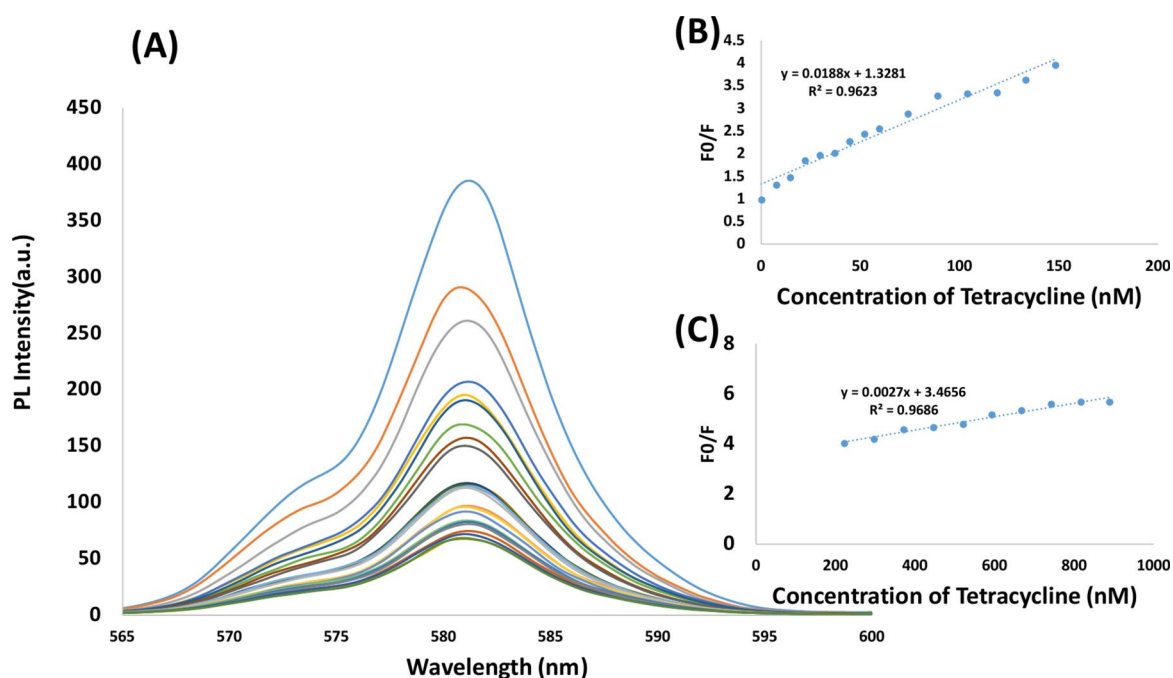 (A)
450
400
350
300
250
200
150
100
50
0
PL Intensity(a.u.)
565 570 575 580 585 590 595 600
Wavelength (nm)
(B)
4.5
4
3.5
3
2.5
2
1.5
1
0.5
0
F0/F
y = 0.0188x + 1.3281
R² = 0.9623
0 50 100 150 200
Concentration of Tetracycline (nM)
(C)
8
6
4
2
0
F0/F
y = 0.0027x + 3.4656
R² = 0.9686
0 200 400 600 800 1000
Concentration of Tetracycline (nM)